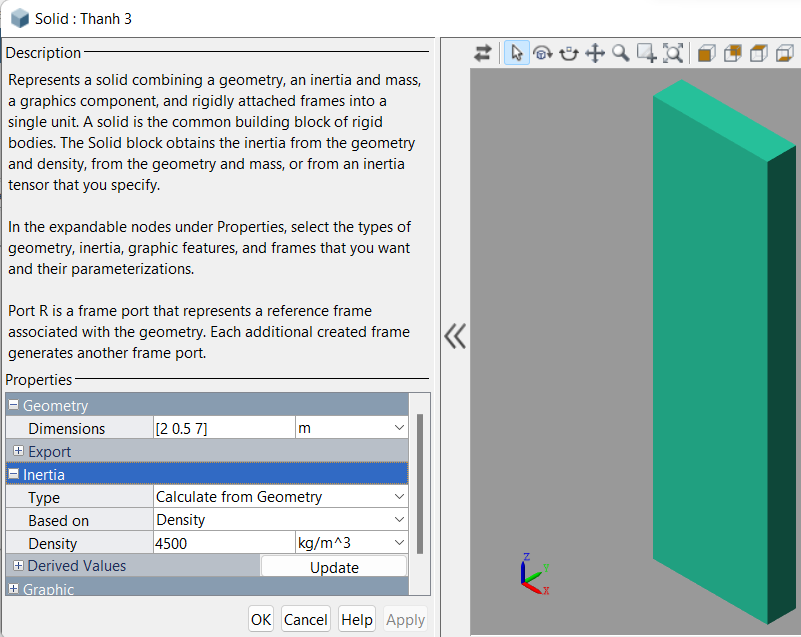 Solid : Thanh 3
Description
Represents a solid combining a geometry, an inertia and mass,
a graphics component, and rigidly attached frames into a
single unit. A solid is the common building block of rigid
bodies. The Solid block obtains the inertia from the geometry
and density, from the geometry and mass, or from an inertia
tensor that you specify.
In the expandable nodes under Properties, select the types of
geometry, inertia, graphic features, and frames that you want
and their parameterizations.
Port R is a frame port that represents a reference frame
associated with the geometry. Each additional created frame
generates another frame port.
Properties
Geometry
Dimensions [2 0.5 7] m
Export
Inertia
Type Calculate from Geometry
Based on Density
Density 4500 kg/m^3
Derived Values Update
Graphic
OK Cancel Help Apply
Z
Y
X